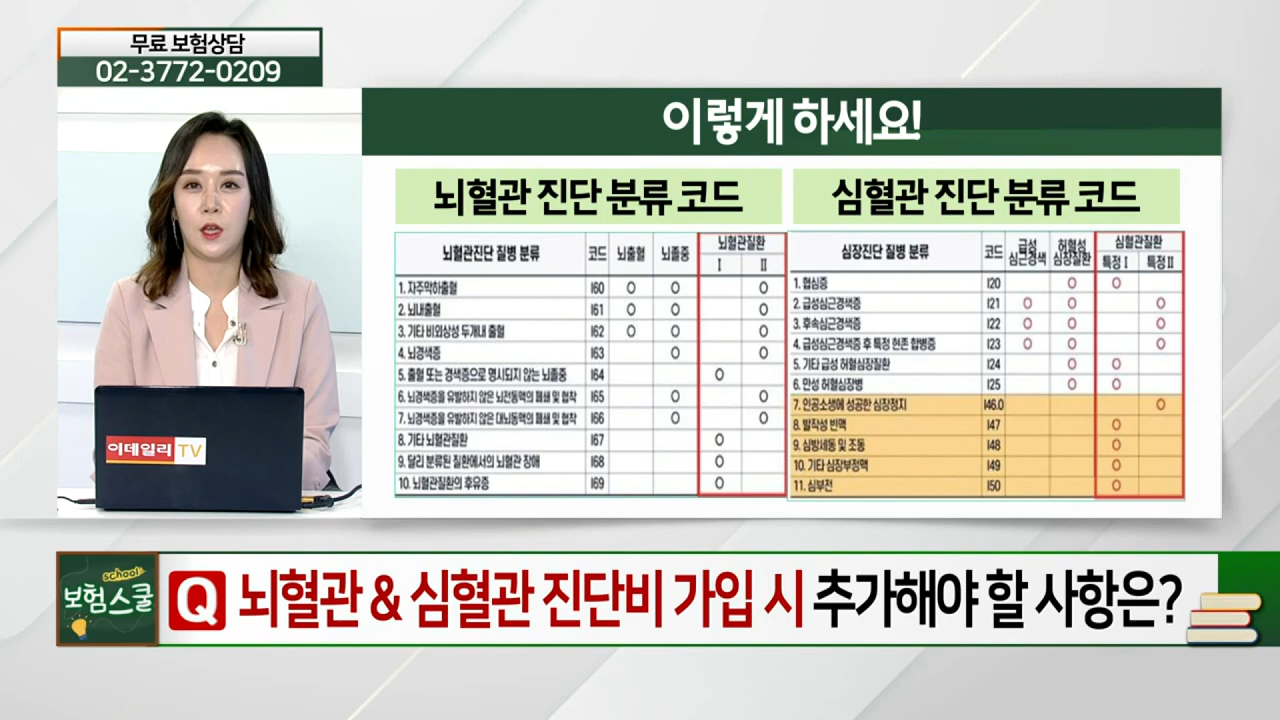 무료 보험상담
02-3772-0209
이렇게 하세요!
뇌혈관 진단 분류 코드
심혈관 진단 분류 코드
뇌혈관진단 질병 분류 코드 뇌출혈 뇌졸중 뇌혈관질환
Ⅰ Ⅱ
1. 자주막하출혈 I60 O O O
2. 뇌내출혈 I61 O O O
3. 기타 비외상성 두개내 출혈 I62 O O O
4. 뇌경색증 I63 O O
5. 출혈 또는 경색증으로 명시되지 않는 뇌졸중 I64 O
6. 뇌경색증을 유발하지 않은 뇌전동맥의 폐쇄 및 협착 I65 O O
7. 뇌경색증을 유발하지 않은 대뇌동맥의 폐쇄 및 협착 I66 O O
8. 기타 뇌혈관질환 I67 O
9. 달리 분류된 질환에서의 뇌혈관 장애 I68 O
10. 뇌혈관질환의 후유증 I69 O
심장진단 질병 분류 코드 급성 심근경색 허혈성 심장질환 심혈관질환
특정Ⅰ 특정Ⅱ
1. 협심증 I20 O O
2. 급성심근경색증 I21 O O O
3. 후속심근경색증 I22 O O O
4. 급성심근경색증 후 특정 현존 합병증 I23 O O O
5. 기타 급성 허혈심장질환 I24 O O
6. 만성 허혈심장병 I25 O O
7. 인공소생에 성공한 심장정지 I46.0 O
8. 발작성 빈맥 I47 O
9. 심방세동 및 조동 I48 O
10. 기타 심장부정맥 I49 O
11. 심부전 I50 O
이데일리 TV
school
보험스쿨
Q 뇌혈관 & 심혈관 진단비 가입 시 추가해야 할 사항은?